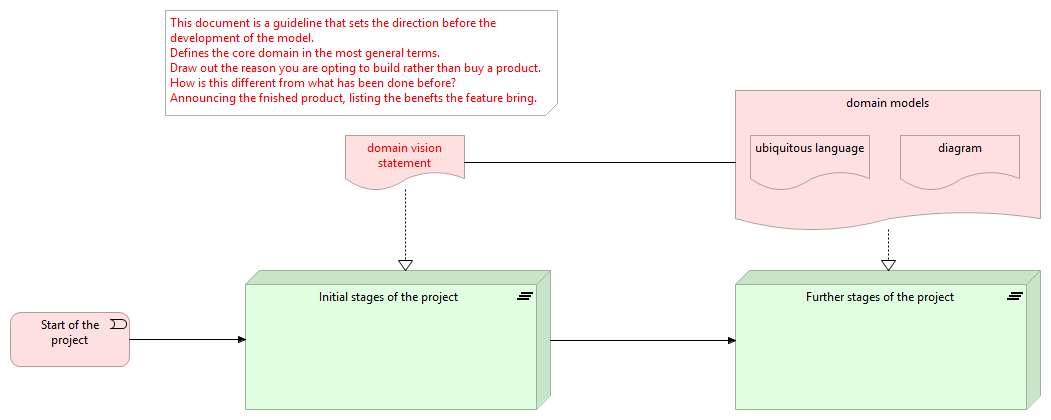 This document is a guideline that sets the direction before the
development of the model.
Defines the core domain in the most general terms.
Draw out the reason you are opting to build rather than buy a product.
How is this different from what has been done before?
Announcing the fnished product, listing the benefts the feature bring.
domain vision
statement
domain models
ubiquitous language
diagram
Initial stages of the project
Further stages of the project
Start of the
project